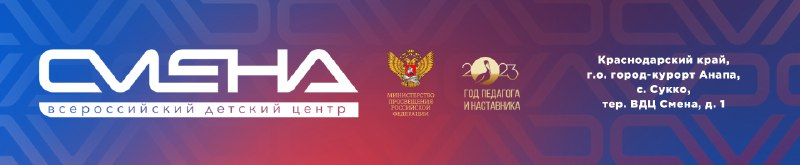 СМЕНА
всероссийский детский центр
МИНИСТЕРСТВО
ПРОСВЕЩЕНИЯ
РОССИЙСКОЙ
ФЕДЕРАЦИИ
2023
ГОД ПЕДАГОГА
И НАСТАВНИКА
Краснодарский край,
г.о. город-курорт Анапа,
с. Сукко,
тер. ВДЦ Смена, д. 1